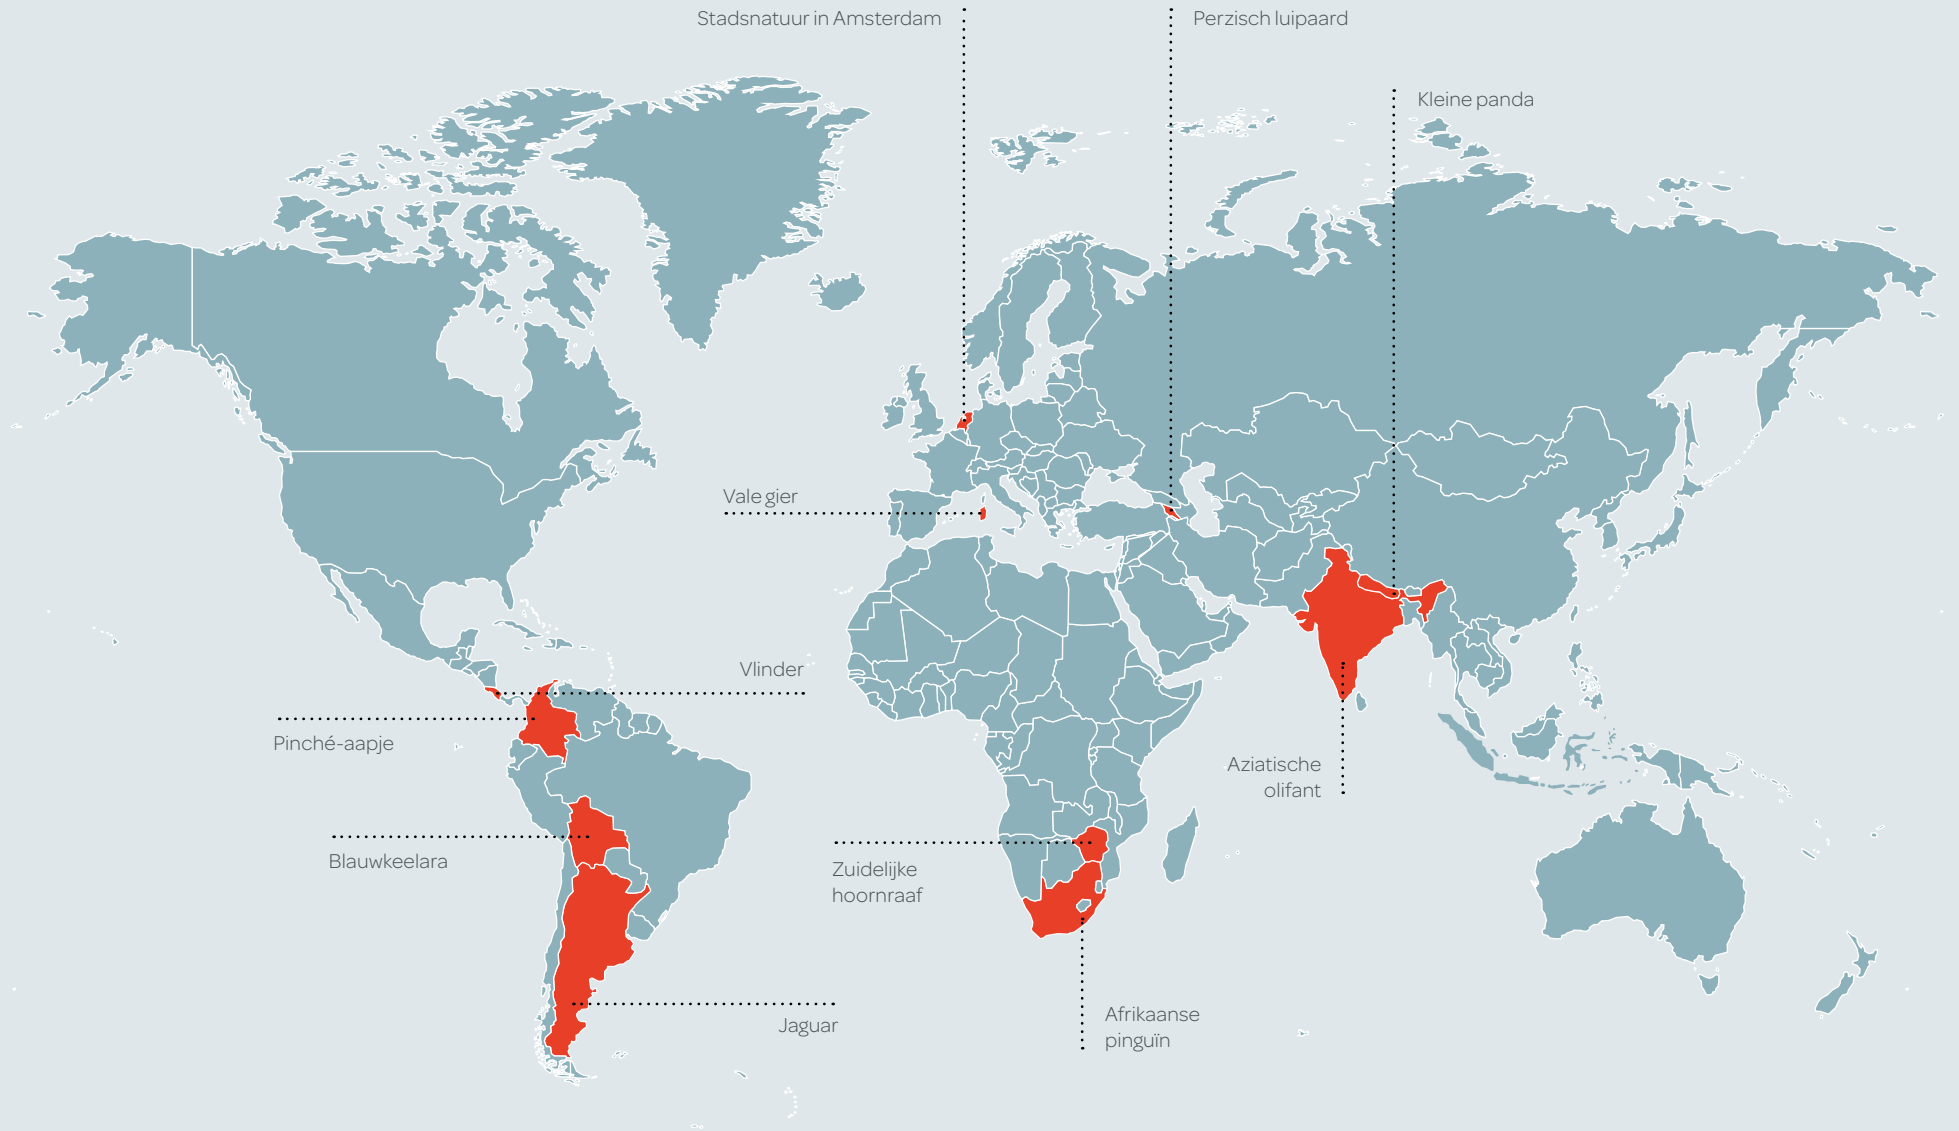 Stadsnatuur in Amsterdam
Perzisch luipaard
Kleine panda
Vale gier
Vlinder
Pinché-aapje
Aziatische
olifant
Blauwkeelara
Zuidelijke
hoornraaf
Jaguar
Afrikaanse
pinguïn